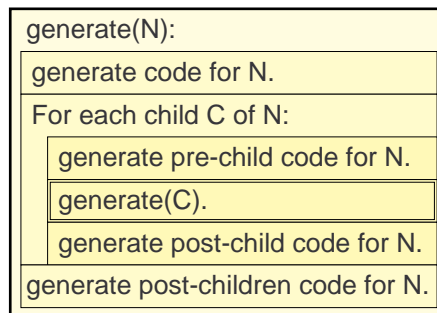 generate(N):
generate code for N.
For each child C of N:
generate pre-child code for N.
generate(C).
generate post-child code for N.
generate post-children code for N.